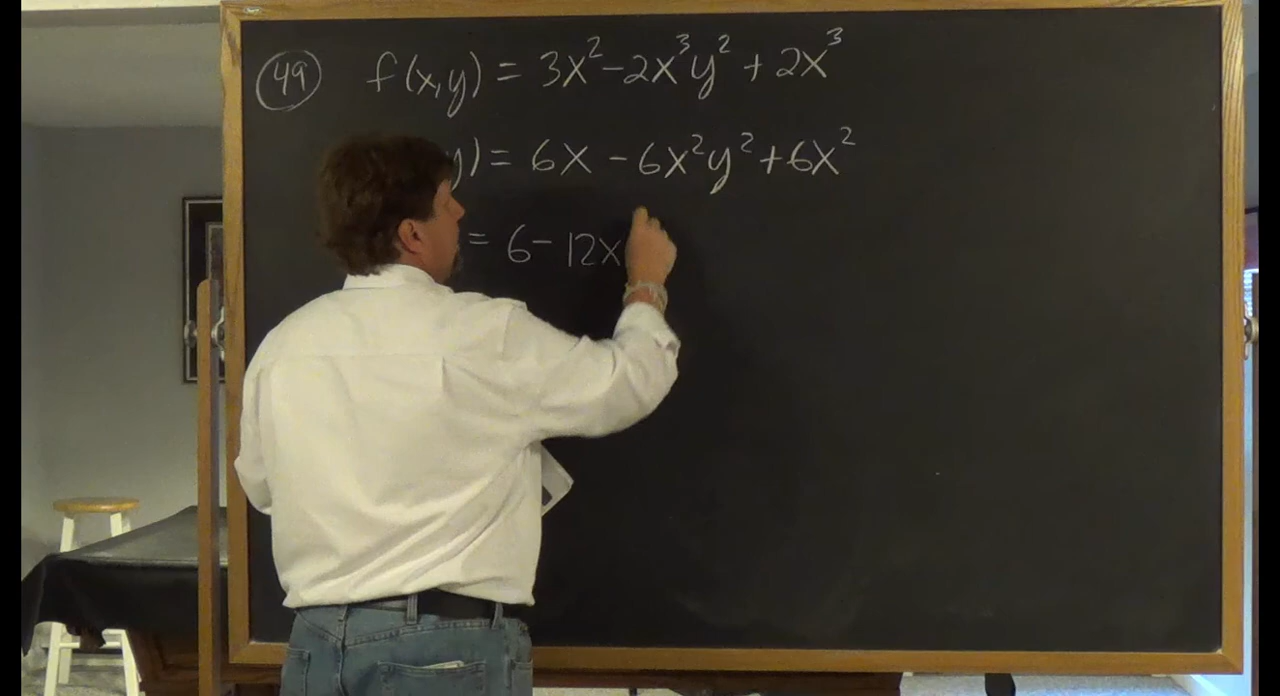 49 f(x,y) = 3x² - 2x³y² + 2x³
y) = 6x - 6x²y² + 6x²
= 6 - 12x